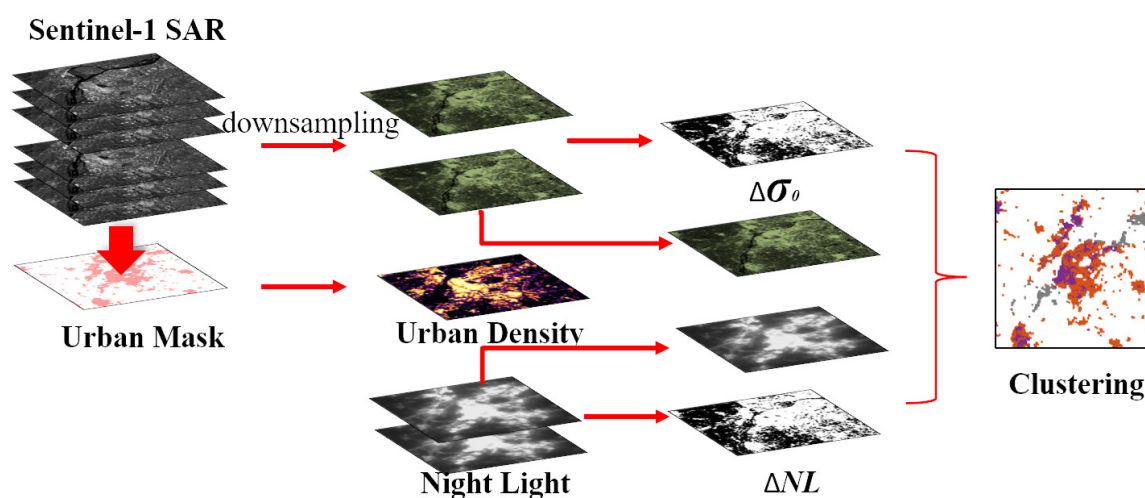 Sentinel-1 SAR
downsampling
Δσ₀
Urban Mask
Urban Density
Clustering
Night Light
ΔNL